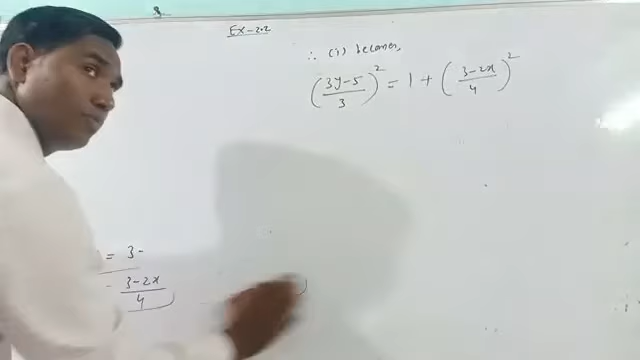 Ex-2.2
∴ (i) becomes,
(3y-5/3)² = 1 + (3-2x/4)²
= 3-
3-2x/4